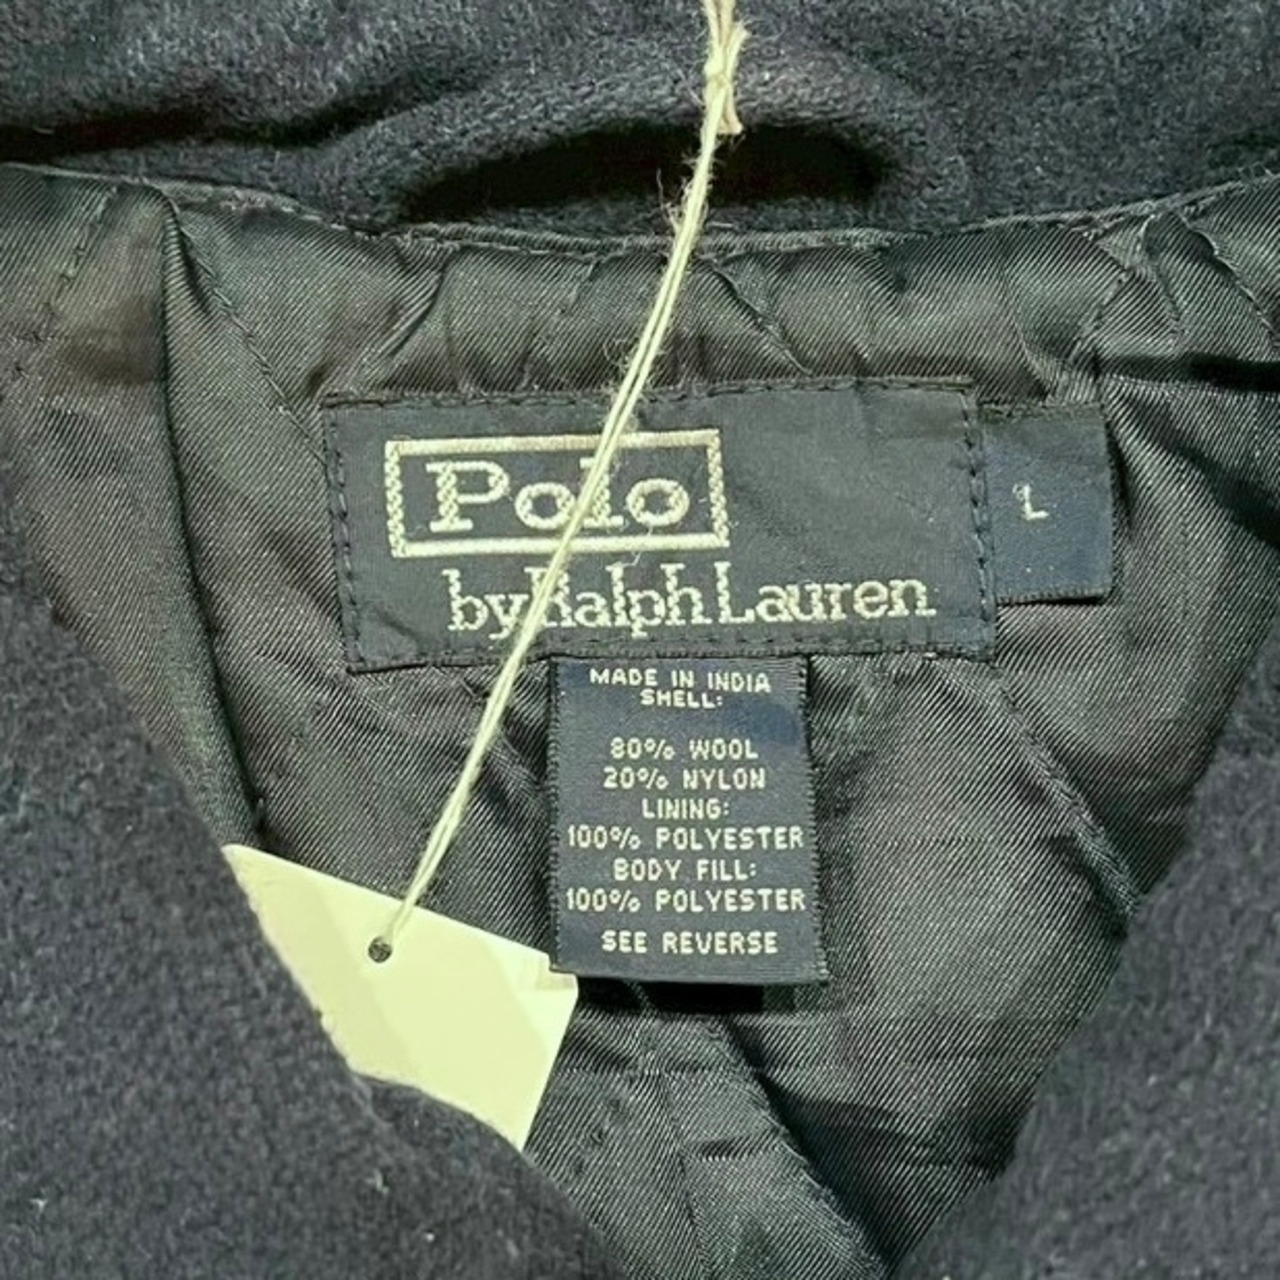 Polo
by Ralph Lauren
L
MADE IN INDIA
SHELL:
80% WOOL
20% NYLON
LINING:
100% POLYESTER
BODY FILL:
100% POLYESTER
SEE REVERSE